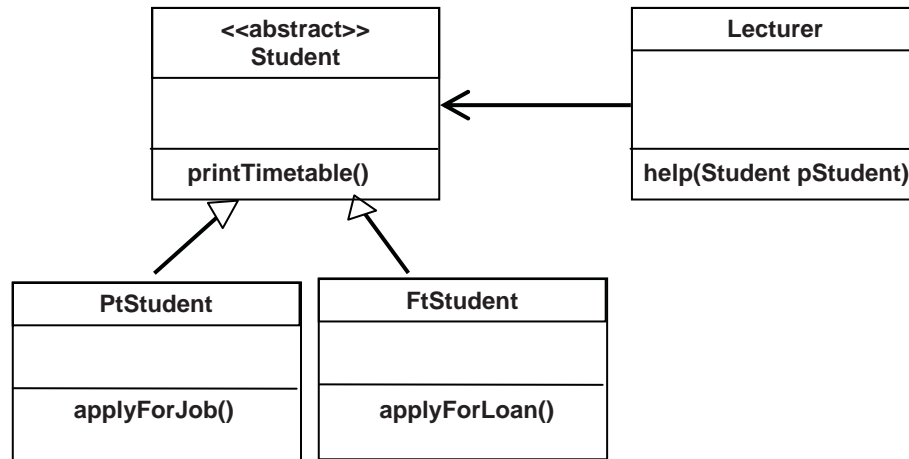 <<abstract>>
Student
printTimetable()
Lecturer
help(Student pStudent)
PtStudent
applyForJob()
FtStudent
applyForLoan()